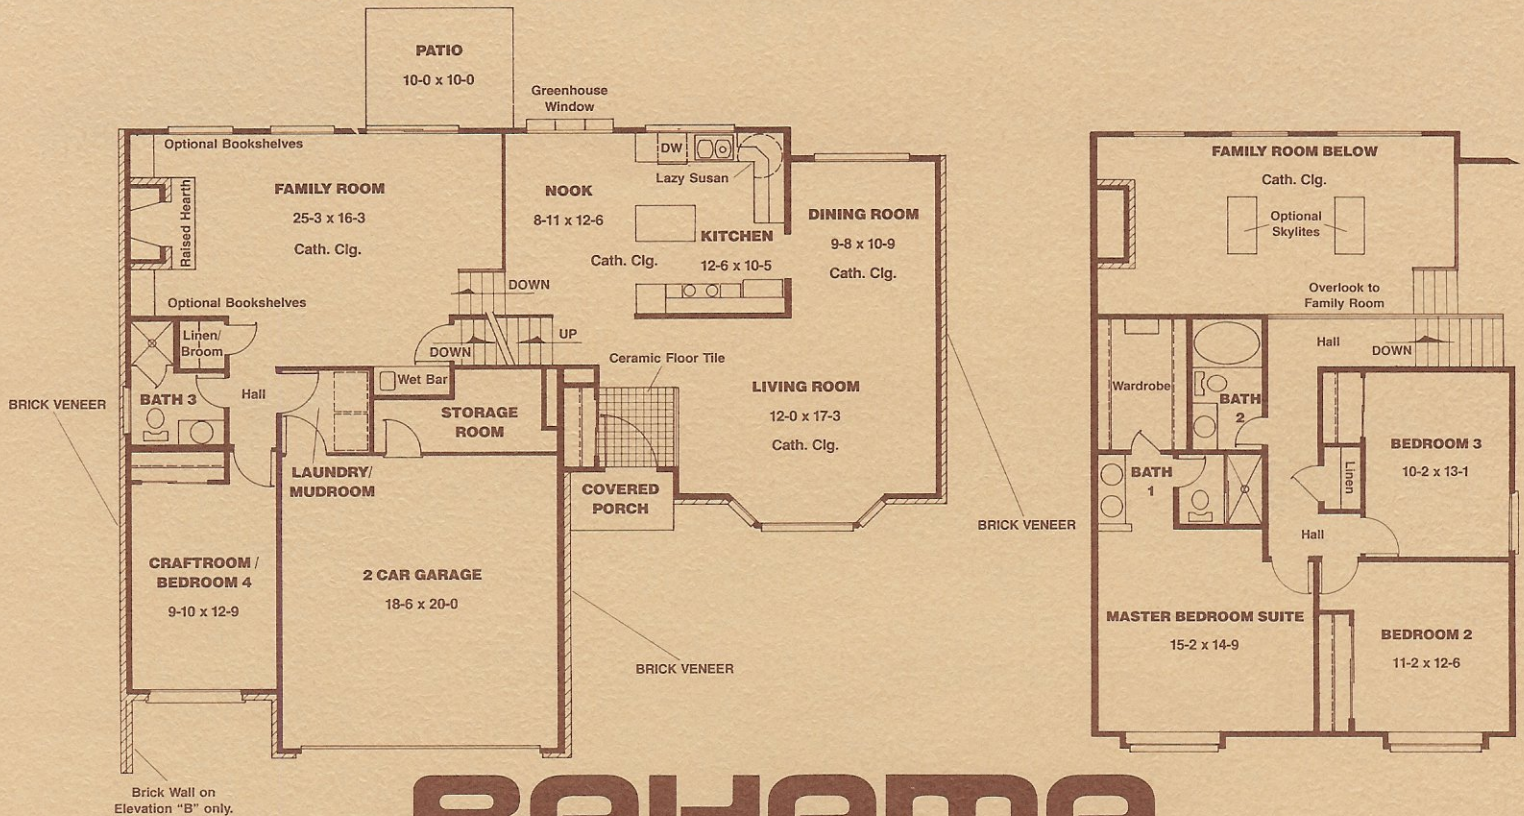 PATIO
10-0 x 10-0
Greenhouse
Window
Optional Bookshelves
FAMILY ROOM
25-3 x 16-3
Cath. Clg.
Raised Hearth
Optional Bookshelves
NOOK
8-11 x 12-6
DW
Lazy Susan
KITCHEN
12-6 x 10-5
Cath. Clg.
DINING ROOM
9-8 x 10-9
Cath. Clg.
DOWN
UP
DOWN
Linen/
Broom
Ceramic Floor Tile
Wet Bar
Hall
BATH 3
BRICK VENEER
STORAGE
ROOM
LIVING ROOM
12-0 x 17-3
Cath. Clg.
LAUNDRY/
MUDROOM
COVERED
PORCH
BRICK VENEER
CRAFTROOM /
BEDROOM 4
9-10 x 12-9
2 CAR GARAGE
18-6 x 20-0
BRICK VENEER
Brick Wall on
Elevation "B" only.
FAMILY ROOM BELOW
Cath. Clg.
Optional
Skylites
Overlook to
Family Room
Hall
DOWN
Wardrobe
BATH
2
BEDROOM 3
10-2 x 13-1
BATH
1
Linen
Hall
MASTER BEDROOM SUITE
15-2 x 14-9
BEDROOM 2
11-2 x 12-6